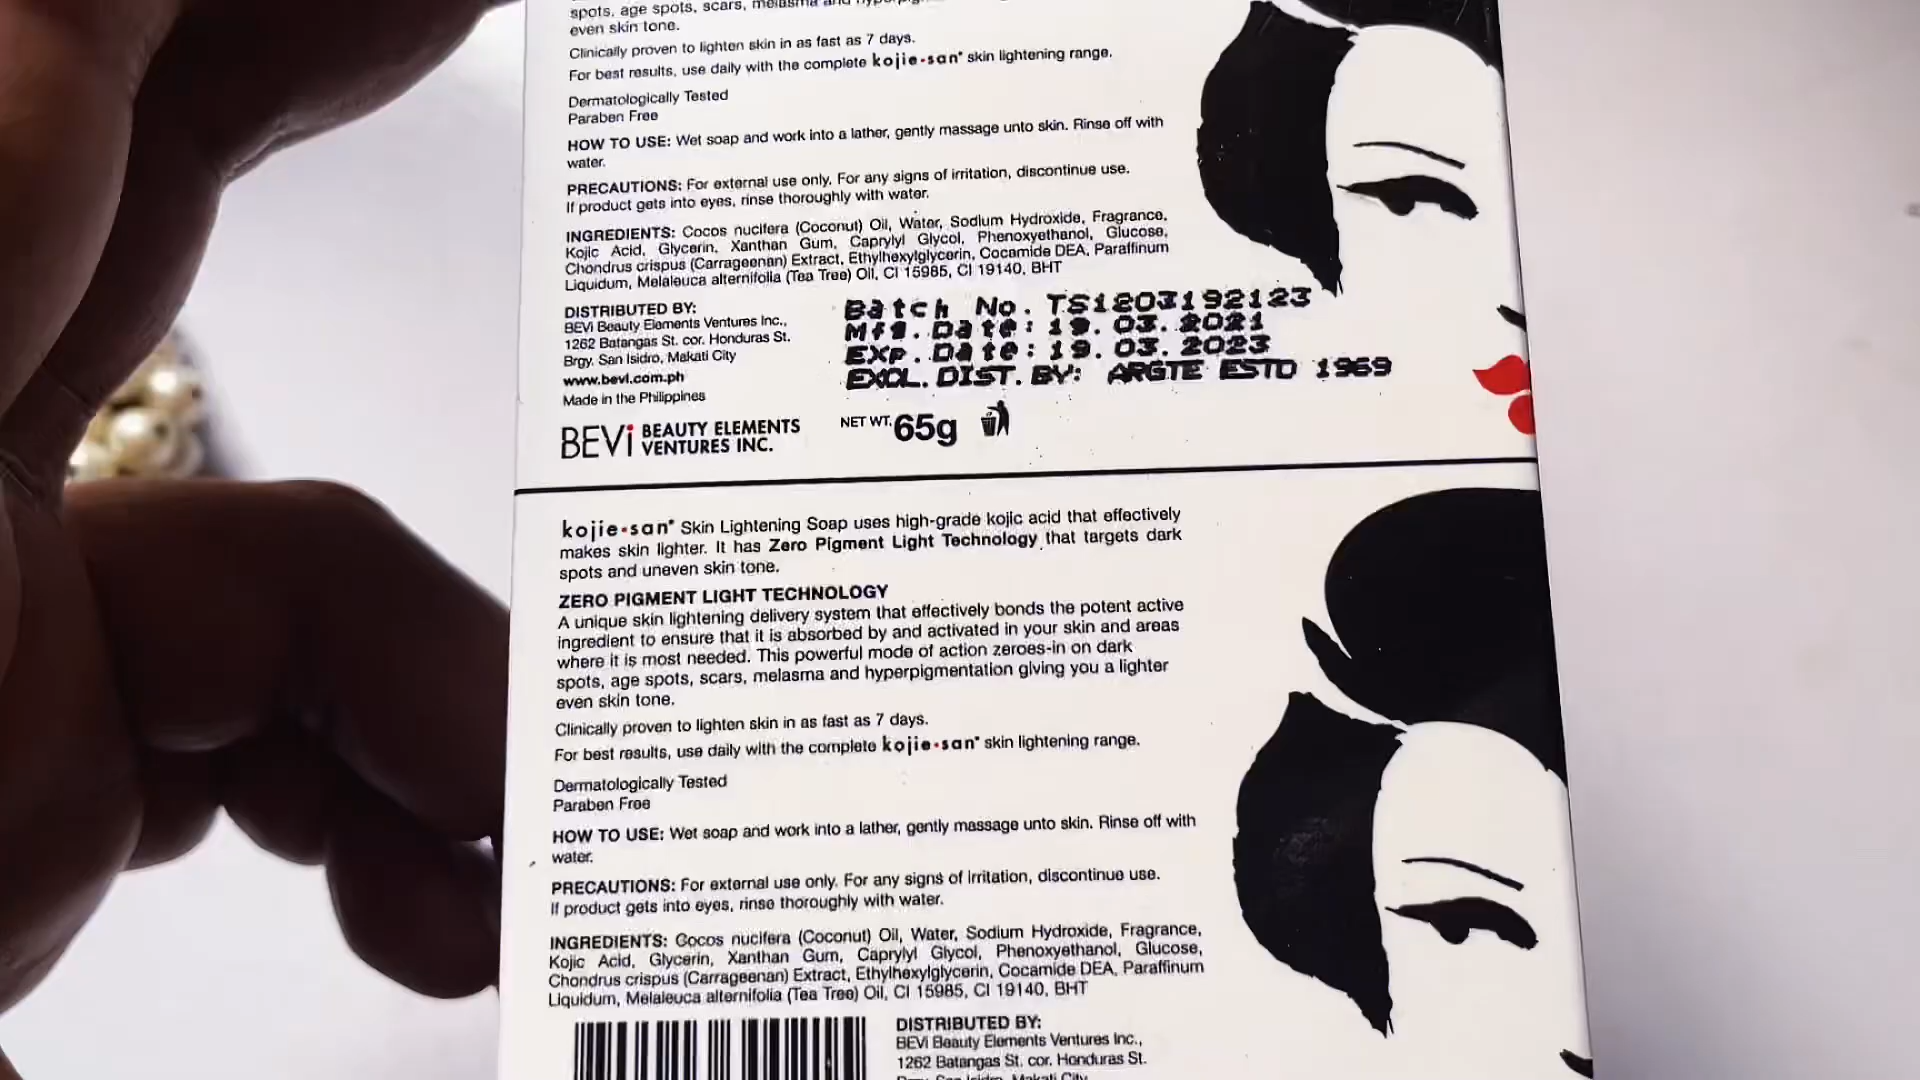 spots, age spots, scars, melasma and
even skin tone.
Clinically proven to lighten skin in as fast as 7 days.
For best results, use daily with the complete kojie•san® skin lightening range.
Dermatologically Tested
Paraben Free
HOW TO USE: Wet soap and work into a lather, gently massage unto skin. Rinse off with
water.
PRECAUTIONS: For external use only. For any signs of irritation, discontinue use.
If product gets into eyes, rinse thoroughly with water.
INGREDIENTS: Cocos nucifera (Coconut) Oil, Water, Sodium Hydroxide, Fragrance,
Kojic Acid, Glycerin, Xanthan Gum, Caprylyl Glycol, Phenoxyethanol, Glucose,
Chondrus crispus (Carrageenan) Extract, Ethylhexylglycerin, Cocamide DEA, Paraffinum
Liquidum, Melaleuca alternifolia (Tea Tree) Oil, CI 15985, CI 19140, BHT
DISTRIBUTED BY:
BEVi Beauty Elements Ventures Inc.,
1262 Batangas St. cor. Honduras St.
Brgy. San Isidro, Makati City
www.bevi.com.ph
Made in the Philippines
Batch No. TS1803192123
Mfg. Date: 19. 03. 2021
EXP. Date: 19. 03. 2023
EXCL. DIST. BY: ARGTE ESTD 1969
BEVi BEAUTY ELEMENTS
VENTURES INC.
NET WT. 65g
kojie•san® Skin Lightening Soap uses high-grade kojic acid that effectively
makes skin lighter. It has Zero Pigment Light Technology that targets dark
spots and uneven skin tone.
ZERO PIGMENT LIGHT TECHNOLOGY
A unique skin lightening delivery system that effectively bonds the potent active
ingredient to ensure that it is absorbed by and activated in your skin and areas
where it is most needed. This powerful mode of action zeroes-in on dark
spots, age spots, scars, melasma and hyperpigmentation giving you a lighter
even skin tone.
Clinically proven to lighten skin in as fast as 7 days.
For best results, use daily with the complete kojie•san® skin lightening range.
Dermatologically Tested
Paraben Free
HOW TO USE: Wet soap and work into a lather, gently massage unto skin. Rinse off with
water.
PRECAUTIONS: For external use only. For any signs of irritation, discontinue use.
If product gets into eyes, rinse thoroughly with water.
INGREDIENTS: Cocos nucifera (Coconut) Oil, Water, Sodium Hydroxide, Fragrance,
Kojic Acid, Glycerin, Xanthan Gum, Caprylyl Glycol, Phenoxyethanol, Glucose,
Chondrus crispus (Carrageenan) Extract, Ethylhexylglycerin, Cocamide DEA, Paraffinum
Liquidum, Melaleuca alternifolia (Tea Tree) Oil, CI 15985, CI 19140, BHT
DISTRIBUTED BY:
BEVi Beauty Elements Ventures Inc.,
1262 Batangas St. cor. Honduras St.